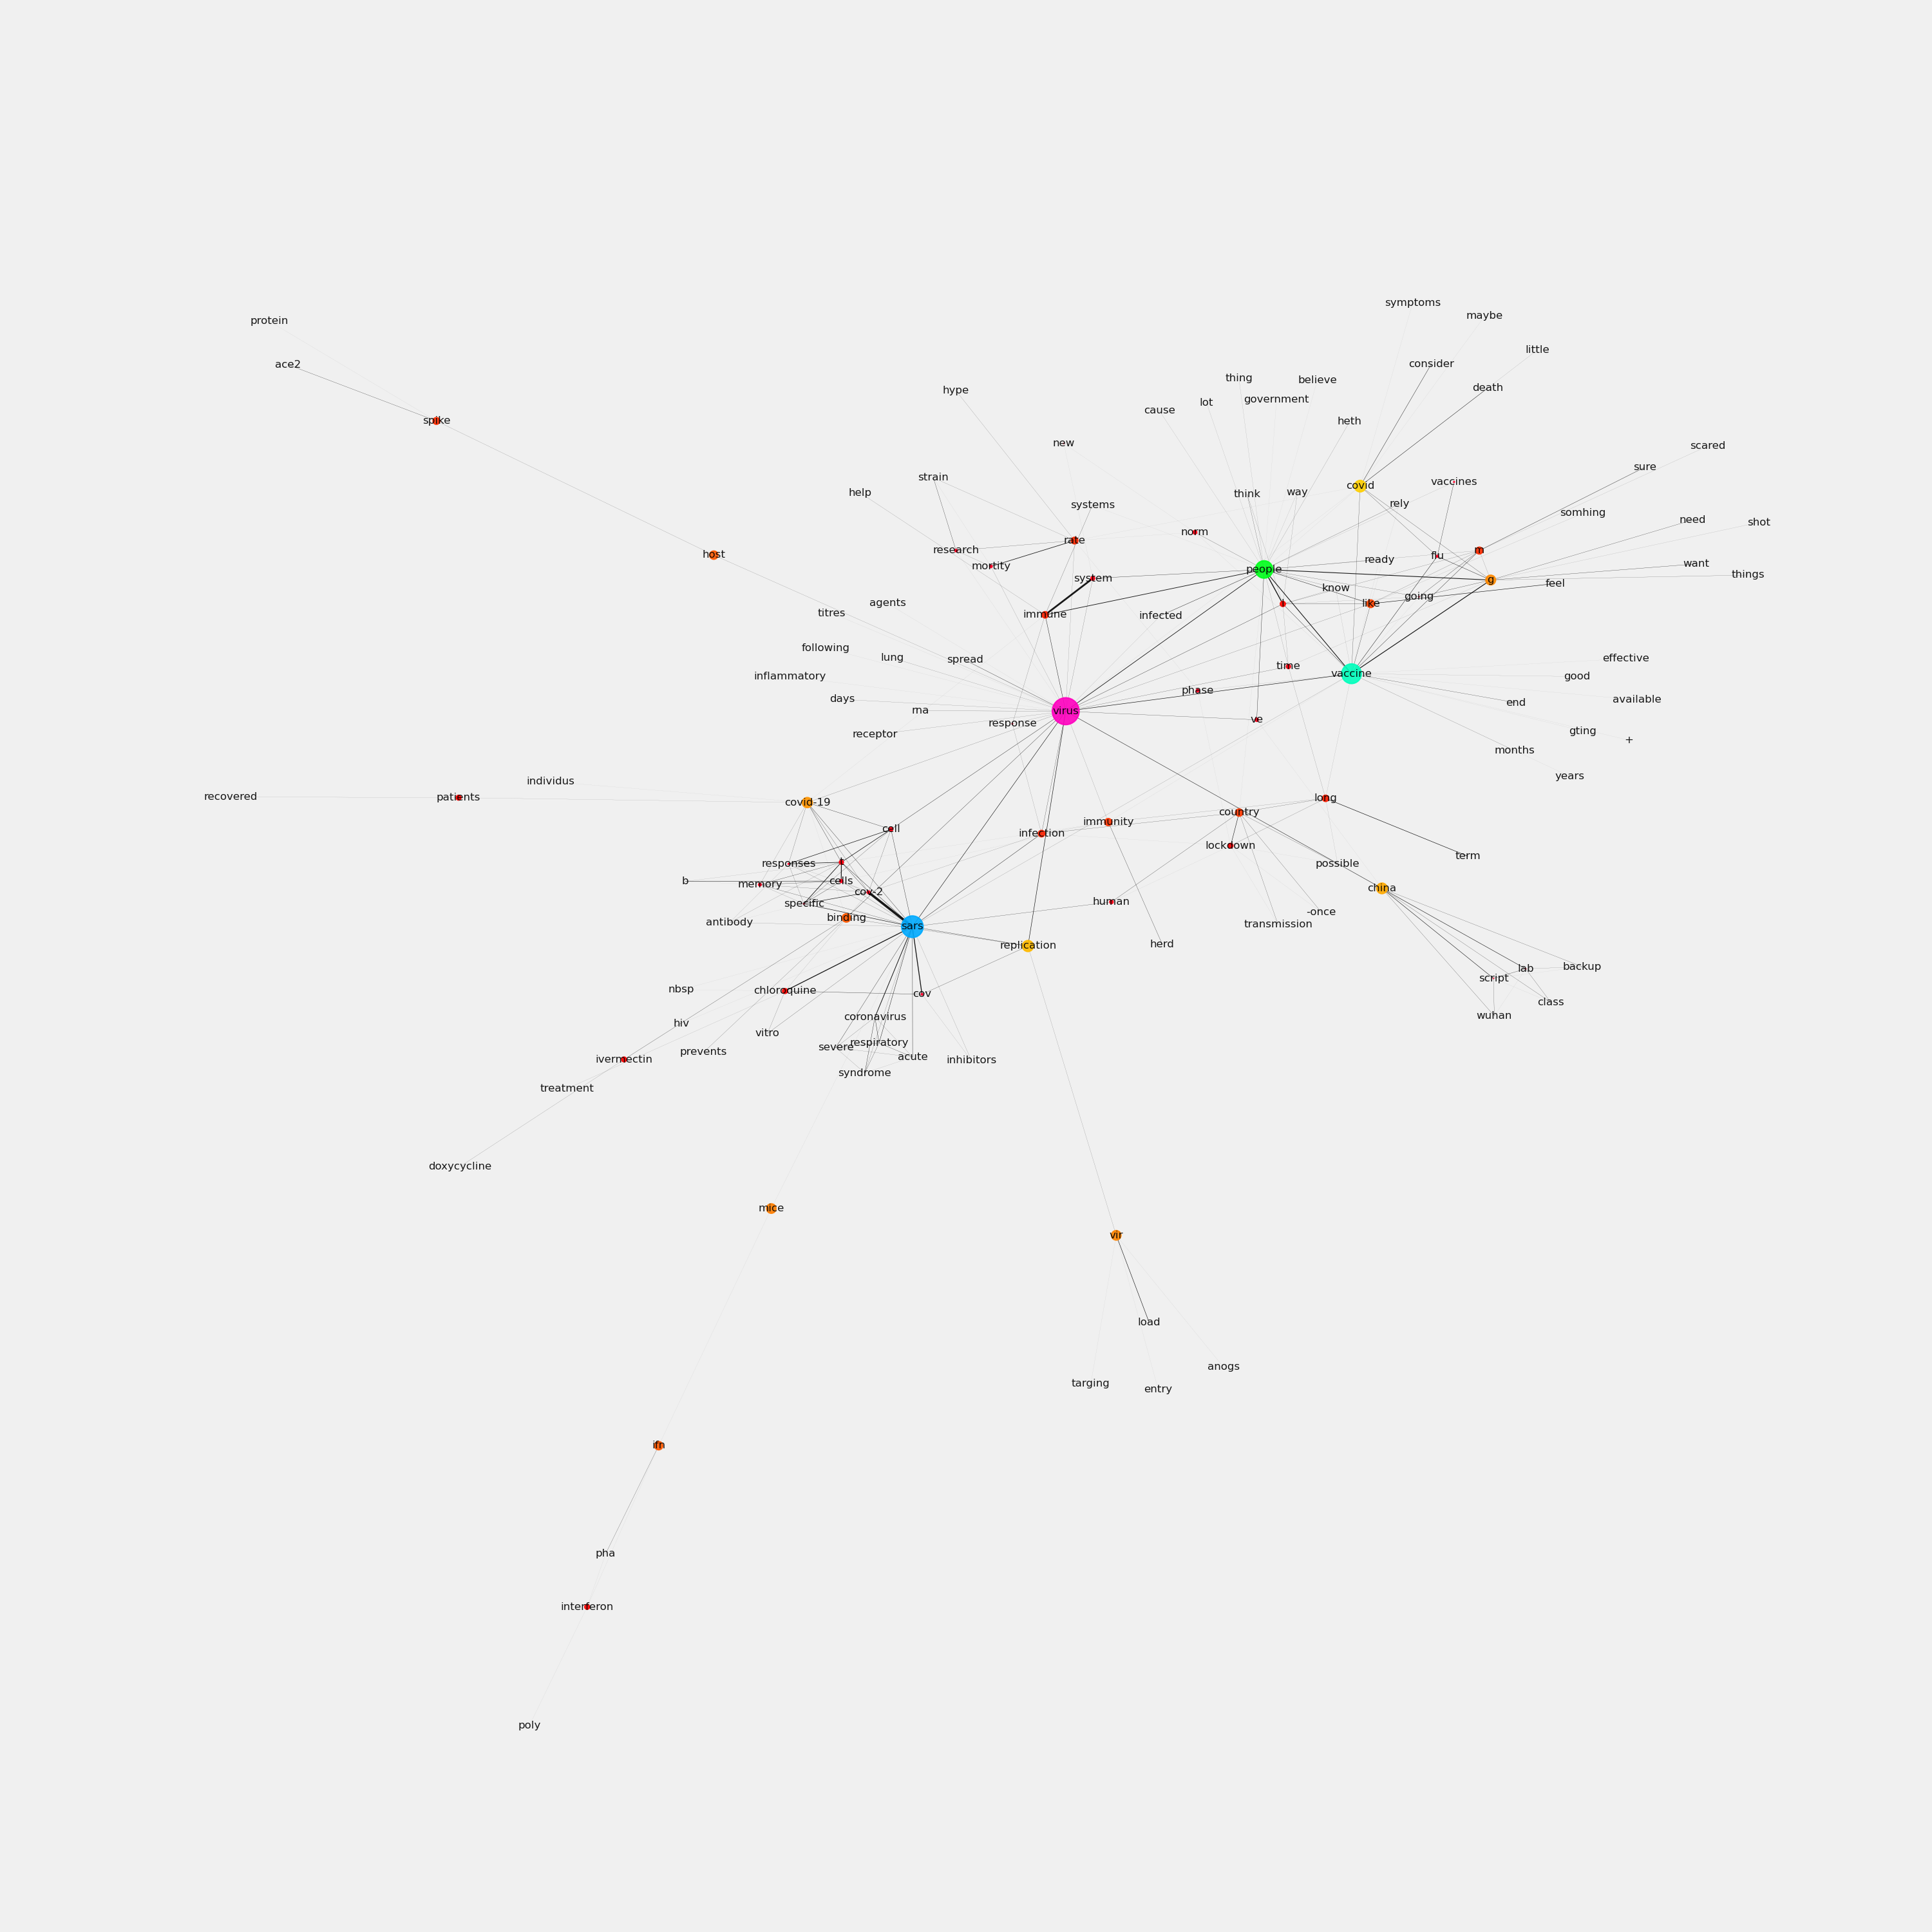 symptoms
maybe
protein
little
ace2
consider
thing
believe
death
hype
government
lot
cause
spike
heth
new
scared
sure
strain
vaccines
covid
help
think
way
rely
systems
somhing
need
shot
norm
rate
research
m
host
flu
ready
want
mortity
people
things
system
g
feel
know
going
agents
like
i
titres
immune
infected
following
lung
spread
effective
time
vaccine
inflammatory
good
phase
days
available
end
rna
virus
ve
response
gting
receptor
+
months
years
individus
recovered
patients
long
covid-19
country
immunity
cell
infection
lockdown
term
responses
t
possible
b
cells
memory
china
cov-2
human
specific
-once
binding
antibody
transmission
sars
herd
replication
backup
lab
script
nbsp
chloroquine
cov
class
wuhan
coronavirus
hiv
vitro
respiratory
severe
prevents
acute
ivermectin
inhibitors
syndrome
treatment
doxycycline
mice
vir
load
anogs
targing
entry
ifn
pha
interferon
poly